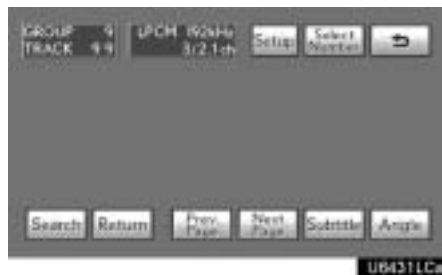 GROUP 9 LPCM 192kHz Setup Select Number
TRACK 99 3/2.1ch
Search Return Prev. Page Next Page Subtitle Angle
U6431LCa